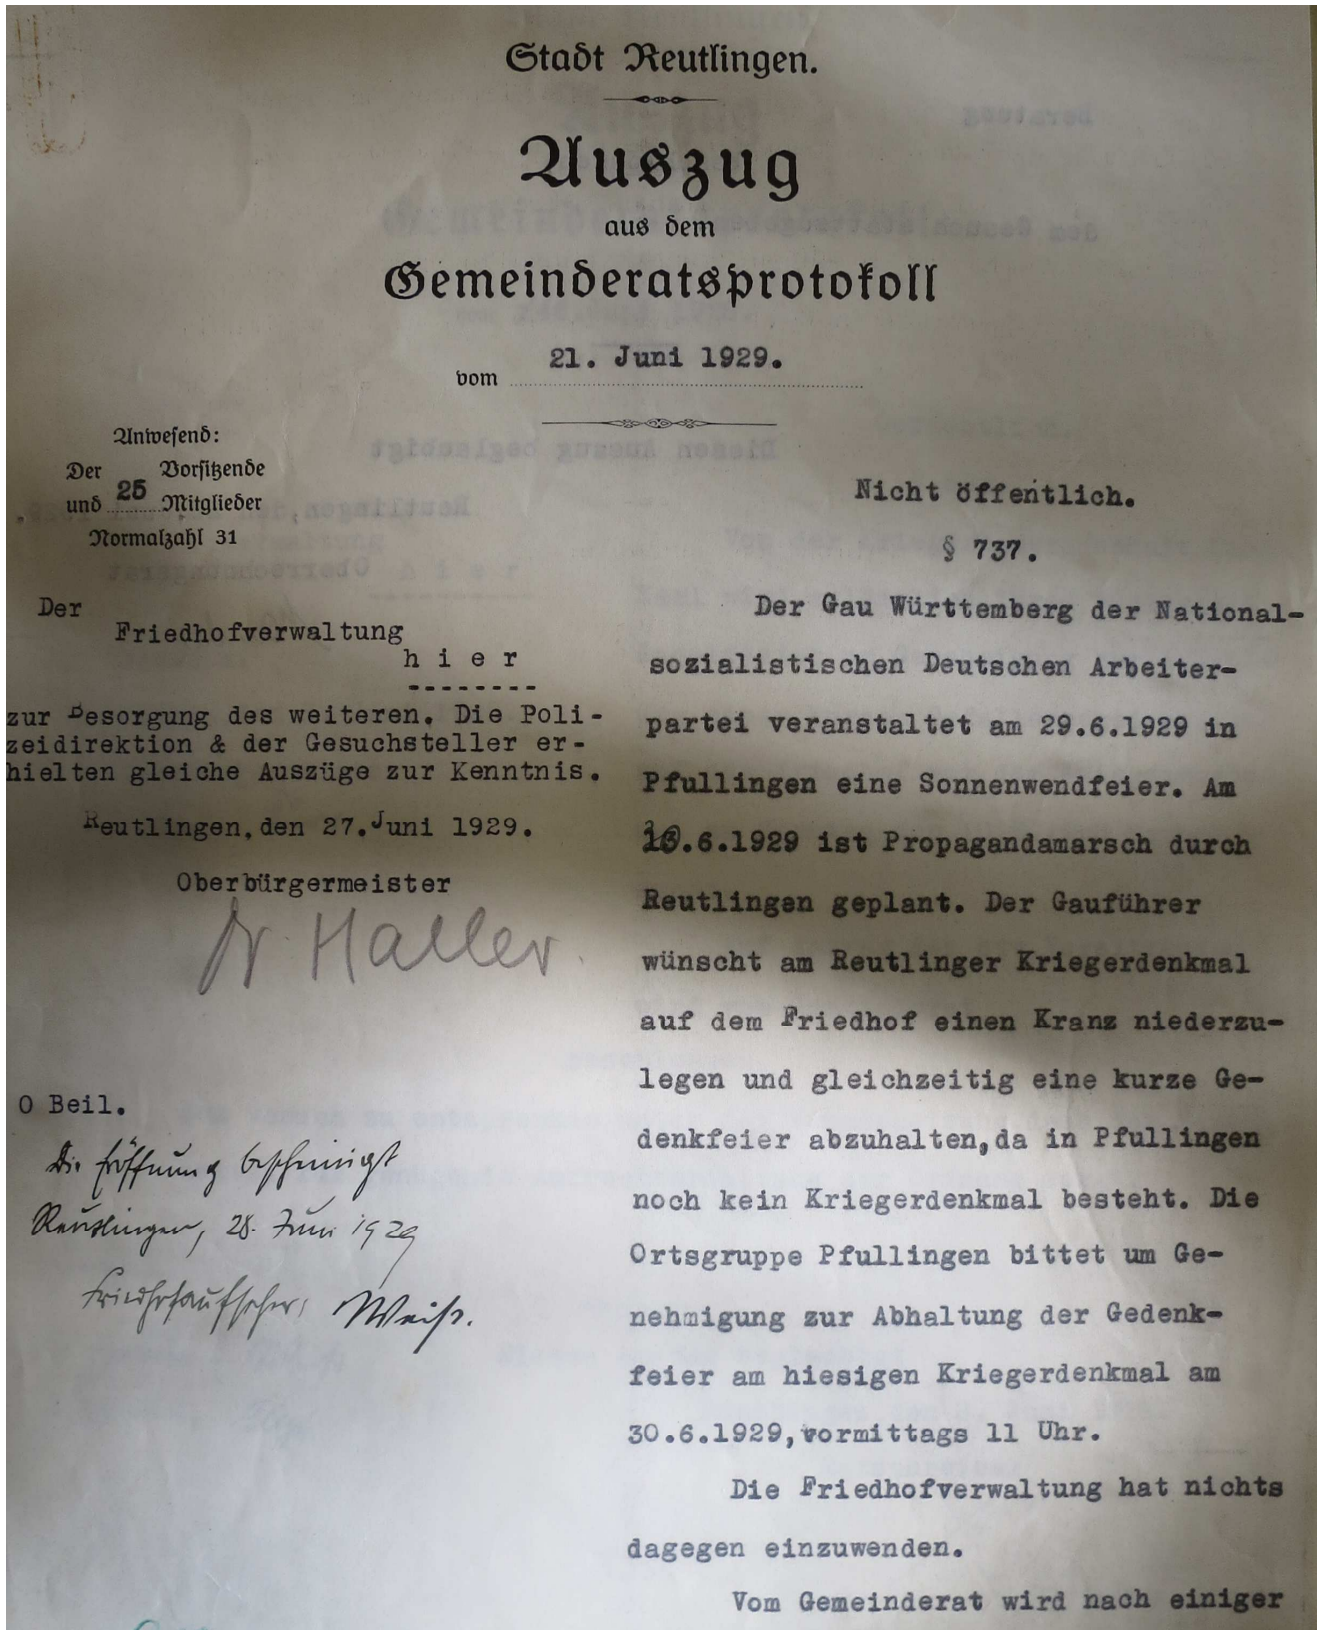 Stadt Reutlingen.
Auszug
aus dem
Gemeinderatsprotokoll
vom 21. Juni 1929.
Anwesend:
Der Vorsitzende
und 25 Mitglieder
Normalzahl 31
Der
Friedhofverwaltung
h i e r
zur Besorgung des weiteren. Die Poli-
zeidirektion & der Gesuchsteller er-
hielten gleiche Auszüge zur Kenntnis.
Reutlingen, den 27. Juni 1929.
Oberbürgermeister
Dr Haller.
0 Beil.
Die Eröffnung bescheinigt
Reutlingen, 28. Juni 1929
Friedhofaufseher: Weiß.
Nicht öffentlich.
§ 737.
Der Gau Württemberg der National-
sozialistischen Deutschen Arbeiter-
partei veranstaltet am 29.6.1929 in
Pfullingen eine Sonnenwendfeier. Am
.6.1929 ist Propagandamarsch durch
Reutlingen geplant. Der Gauführer
wünscht am Reutlinger Kriegerdenkmal
auf dem Friedhof einen Kranz niederzu-
legen und gleichzeitig eine kurze Ge-
denkfeier abzuhalten, da in Pfullingen
noch kein Kriegerdenkmal besteht. Die
Ortsgruppe Pfullingen bittet um Ge-
nehmigung zur Abhaltung der Gedenk-
feier am hiesigen Kriegerdenkmal am
30.6.1929, vormittags 11 Uhr.
Die Friedhofverwaltung hat nichts
dagegen einzuwenden.
Vom Gemeinderat wird nach einiger